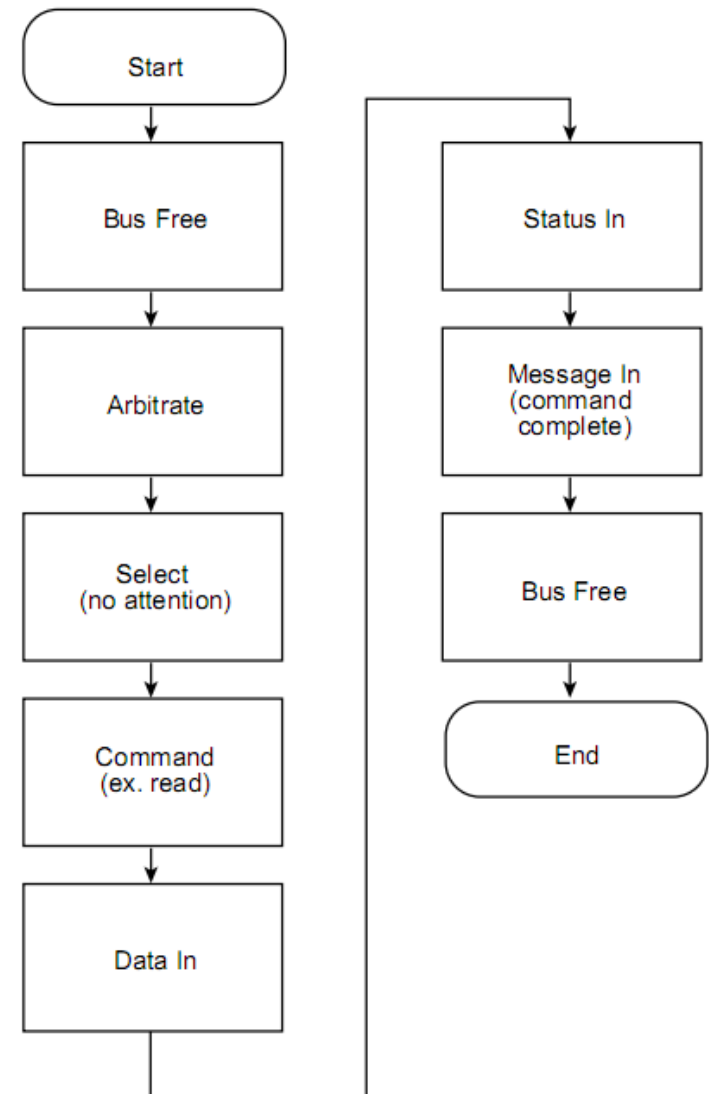 Start
Bus Free
Arbitrate
Select
(no attention)
Command
(ex. read)
Data In
Status In
Message In
(command
complete)
Bus Free
End